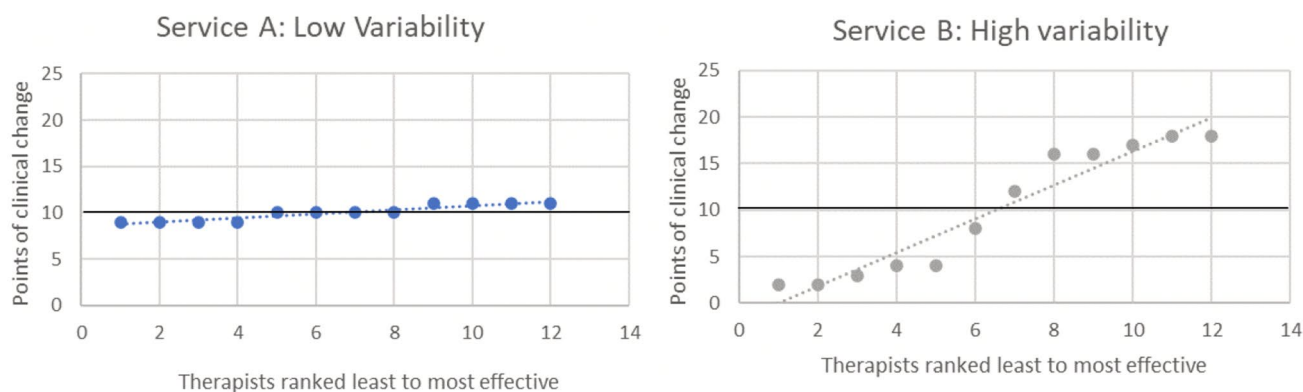 Service A: Low Variability
Points of clinical change
25
20
15
10
5
0
0 2 4 6 8 10 12 14
Therapists ranked least to most effective
Service B: High variability
Points of clinical change
25
20
15
10
5
0
0 2 4 6 8 10 12 14
Therapists ranked least to most effective